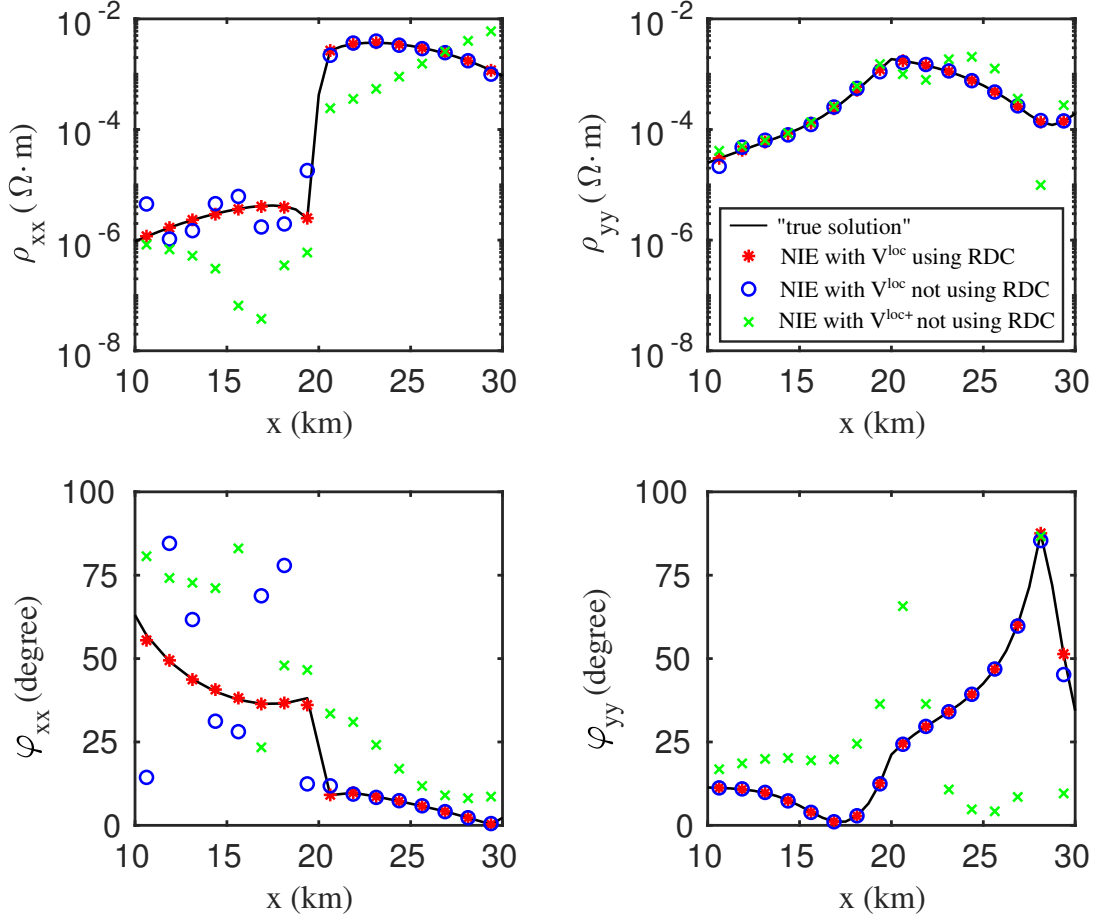 10⁻²
10⁻⁴
10⁻⁶
10⁻⁸
ρxx ( Ω· m)
10 15 20 25 30
x (km)
10⁻²
10⁻⁴
10⁻⁶
10⁻⁸
ρyy ( Ω· m)
"true solution"
NIE with Vˡᵒᶜ using RDC
NIE with Vˡᵒᶜ not using RDC
NIE with Vˡᵒᶜ⁺ not using RDC
10 15 20 25 30
x (km)
100
75
50
25
0
φxx (degree)
10 15 20 25 30
x (km)
100
75
50
25
0
φyy (degree)
10 15 20 25 30
x (km)